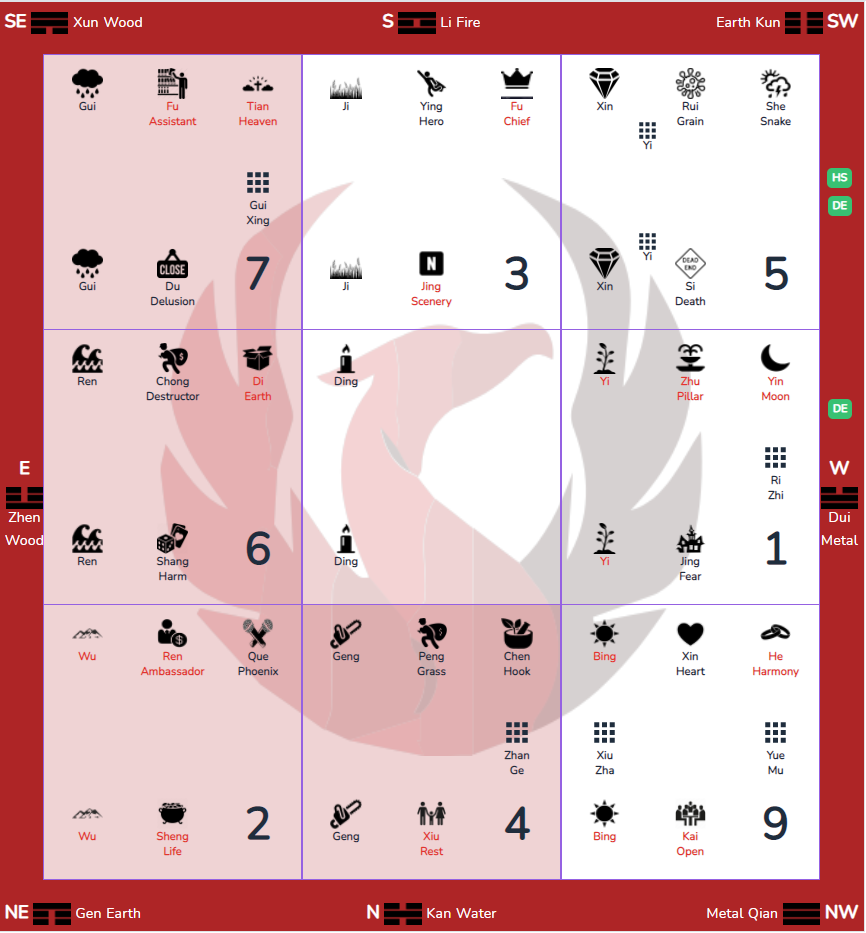 SE Xun Wood S Li Fire Earth Kun SW
Gui Fu Assistant Tian Heaven
Gui Xing
Gui CLOSE Du Delusion 7
Ji Ying Hero Fu Chief
Ji N Jing Scenery 3
Xin Rui Grain She Snake
Yi
Yi
Xin DEAD END Si Death 5
HS
DE
Ren Chong Destructor Di Earth
Ren Shang Harm 6
Ding
Ding
Yi Zhu Pillar Yin Moon
Ri Zhi
Yi Jing Fear 1
DE
E
Zhen
Wood
W
Dui
Metal
Wu Ren Ambassador Que Phoenix
Wu Sheng Life 2
Geng Peng Grass Chen Hook
Zhan Ge
Geng Xiu Rest 4
Bing Xin Heart He Harmony
Xiu Zha Yue Mu
Bing Kai Open 9
NE Gen Earth N Kan Water Metal Qian NW